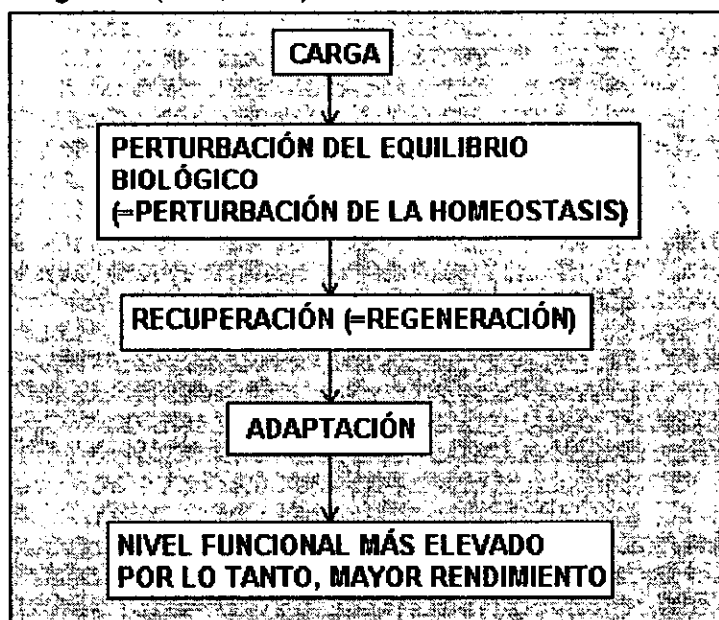 CARGA
PERTURBACIÓN DEL EQUILIBRIO
BIOLÓGICO
(=PERTURBACIÓN DE LA HOMEOSTASIS)
RECUPERACIÓN (=REGENERACIÓN)
ADAPTACIÓN
NIVEL FUNCIONAL MÁS ELEVADO
POR LO TANTO, MAYOR RENDIMIENTO